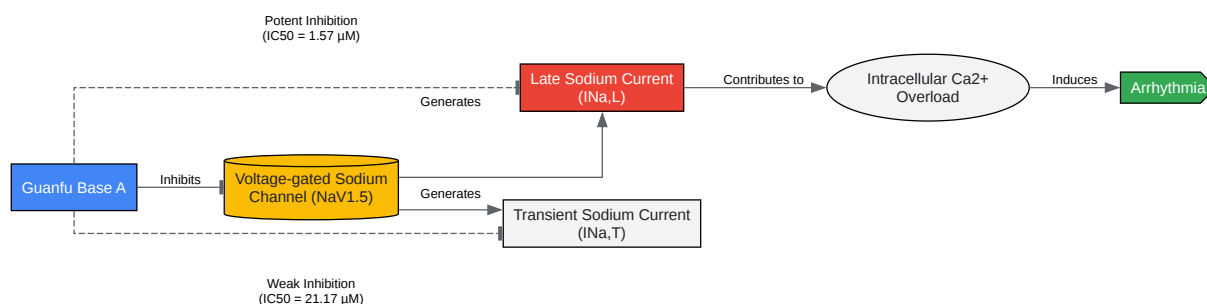 Potent Inhibition
(IC50 = 1.57 µM)
Late Sodium Current
(INa,L)
Contributes to
Intracellular Ca2+
Overload
Induces
Arrhythmia
Generates
Guanfu Base A
Inhibits
Voltage-gated Sodium
Channel (NaV1.5)
Generates
Transient Sodium Current
(INa,T)
Weak Inhibition
(IC50 = 21.17 µM)